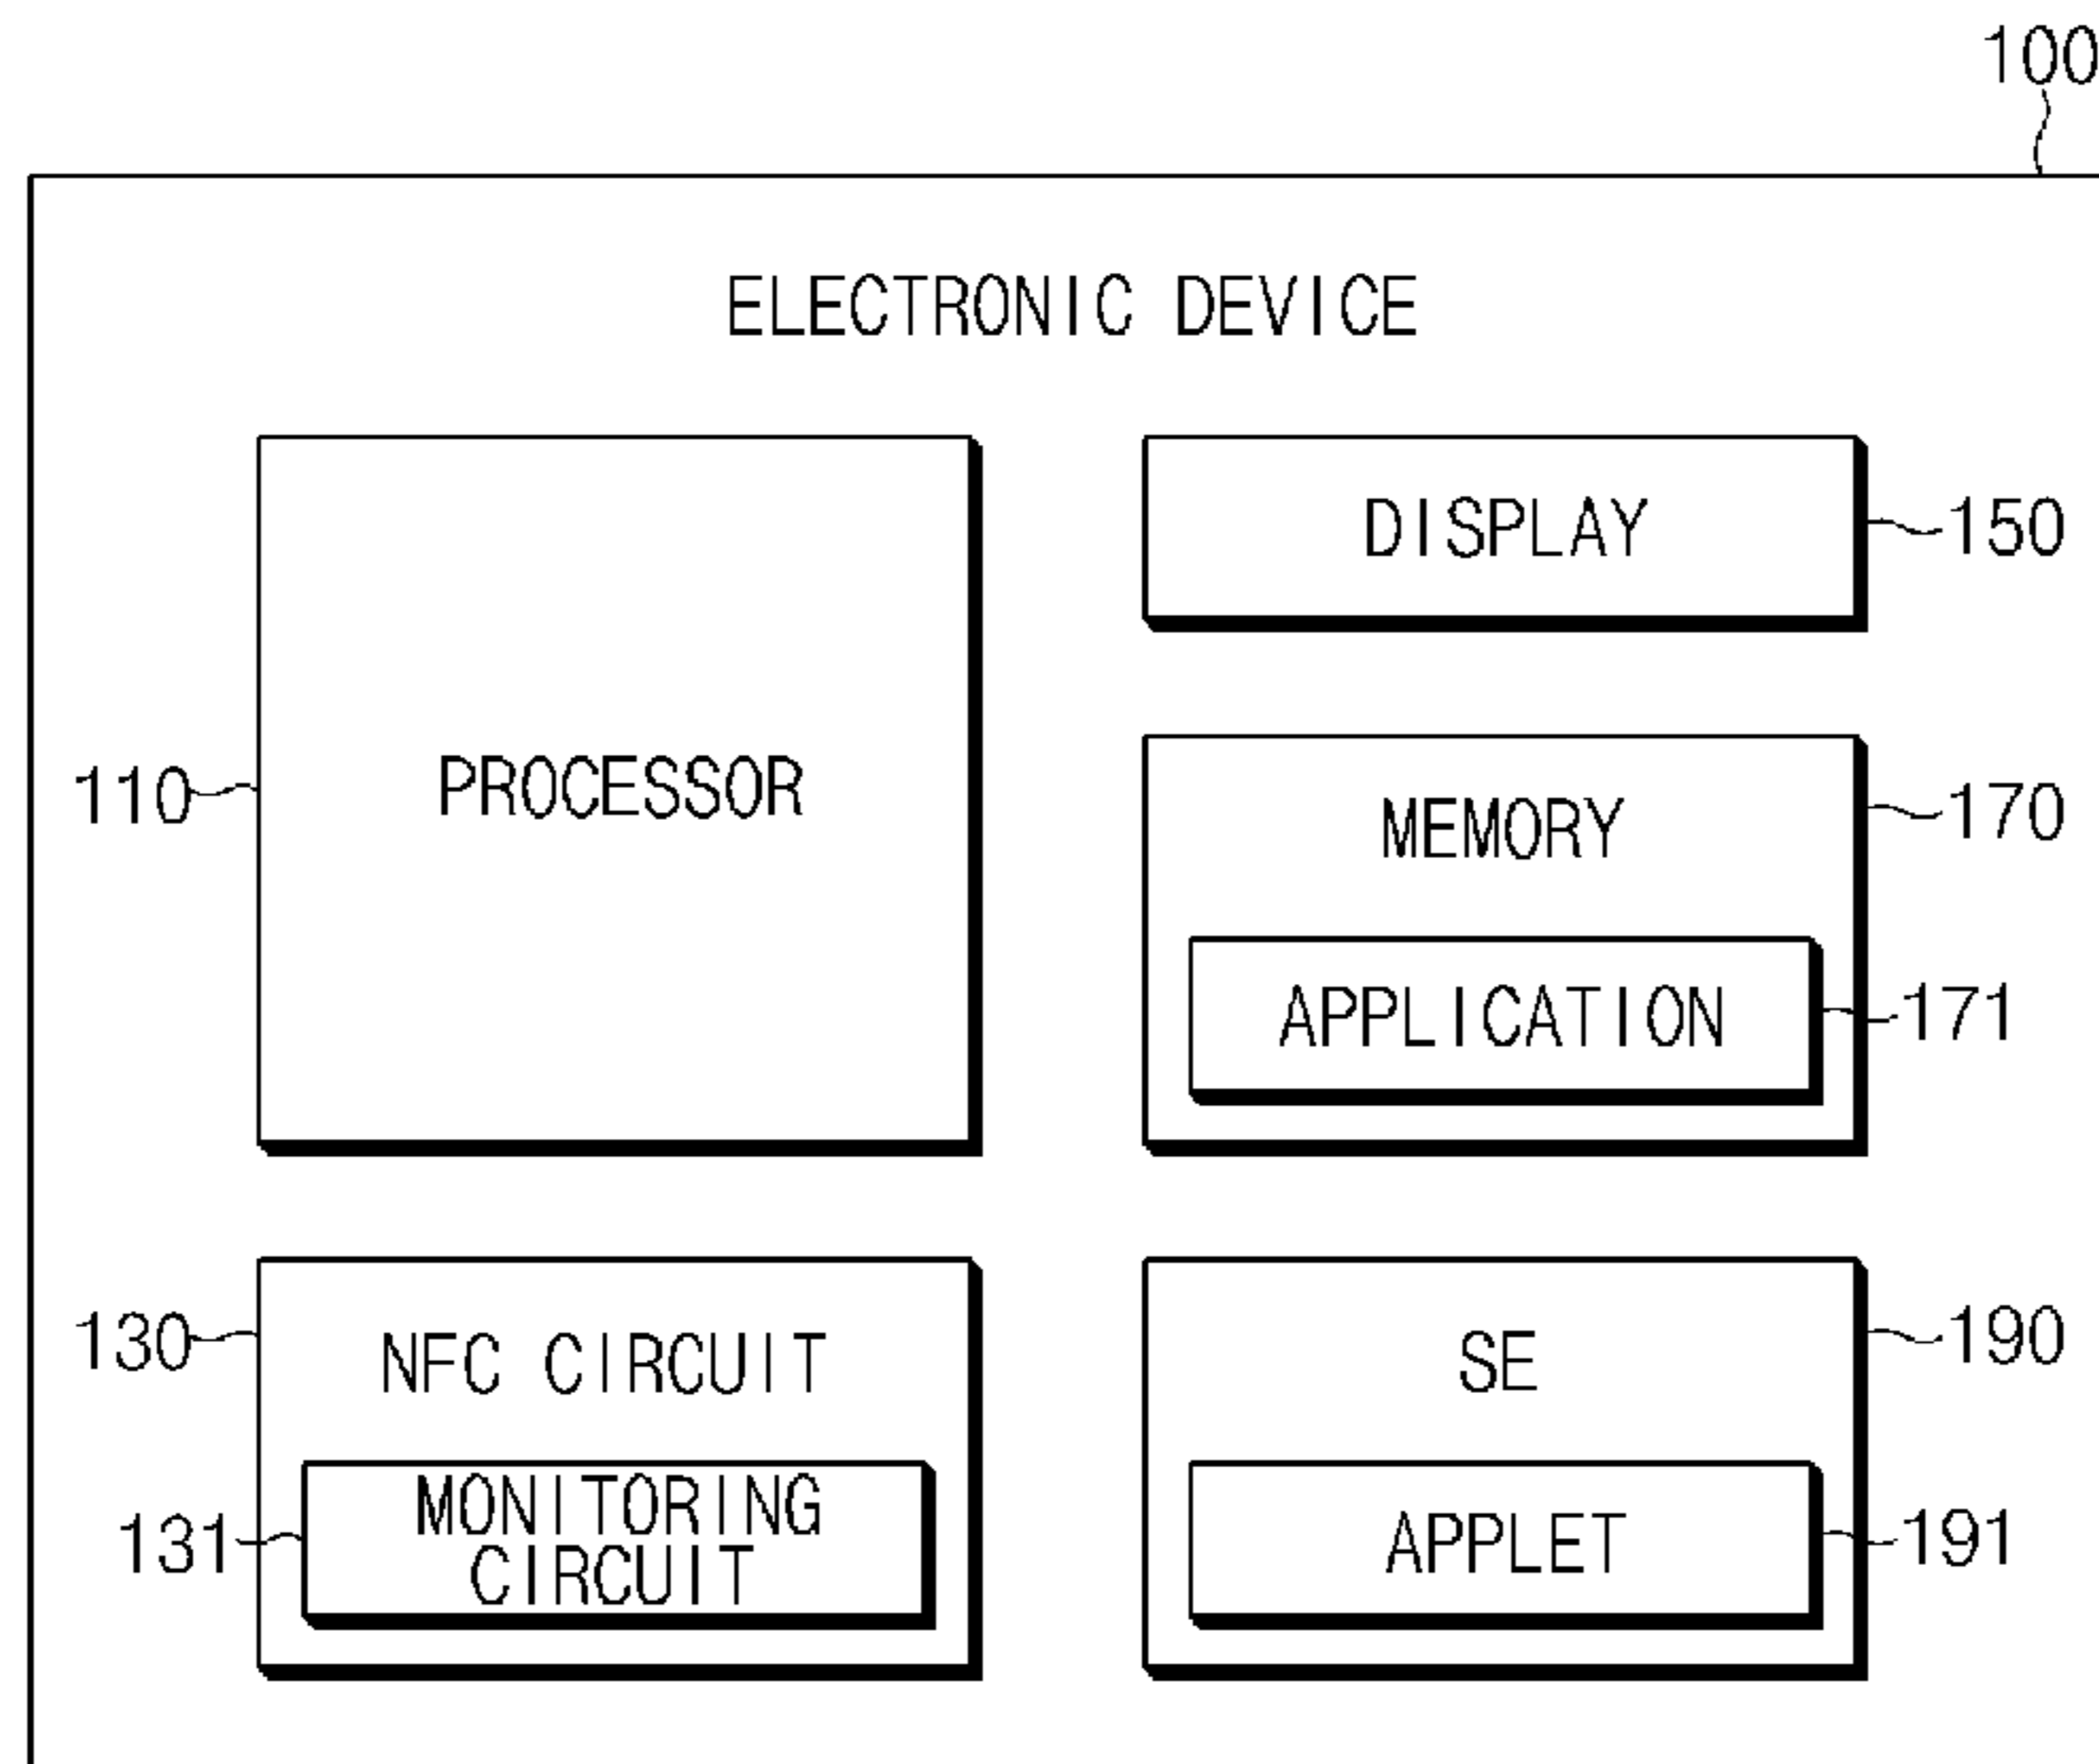 100
ELECTRONIC DEVICE
DISPLAY
150
110
PROCESSOR
MEMORY
170
APPLICATION
171
130
NFC CIRCUIT
131
MONITORING
CIRCUIT
SE
190
APPLET
191